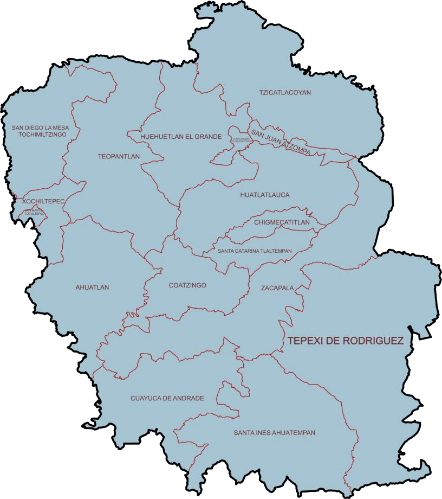 TZICATLACOYAN
SAN DIEGO LA MESA
TOCHIMILTZINGO
HUEHUETLAN EL GRANDE
SAN JUAN ATZOMPA
TEOPANTLAN
HUATLATLAUCA
XOCHILTEPEC
CHIGMECATITLAN
SANTA CATARINA TLALTEMPAN
AHUATLAN
COATZINGO
ZACAPALA
TEPEXI DE RODRIGUEZ
CUAYUCA DE ANDRADE
SANTA INES AHUATEMPAN